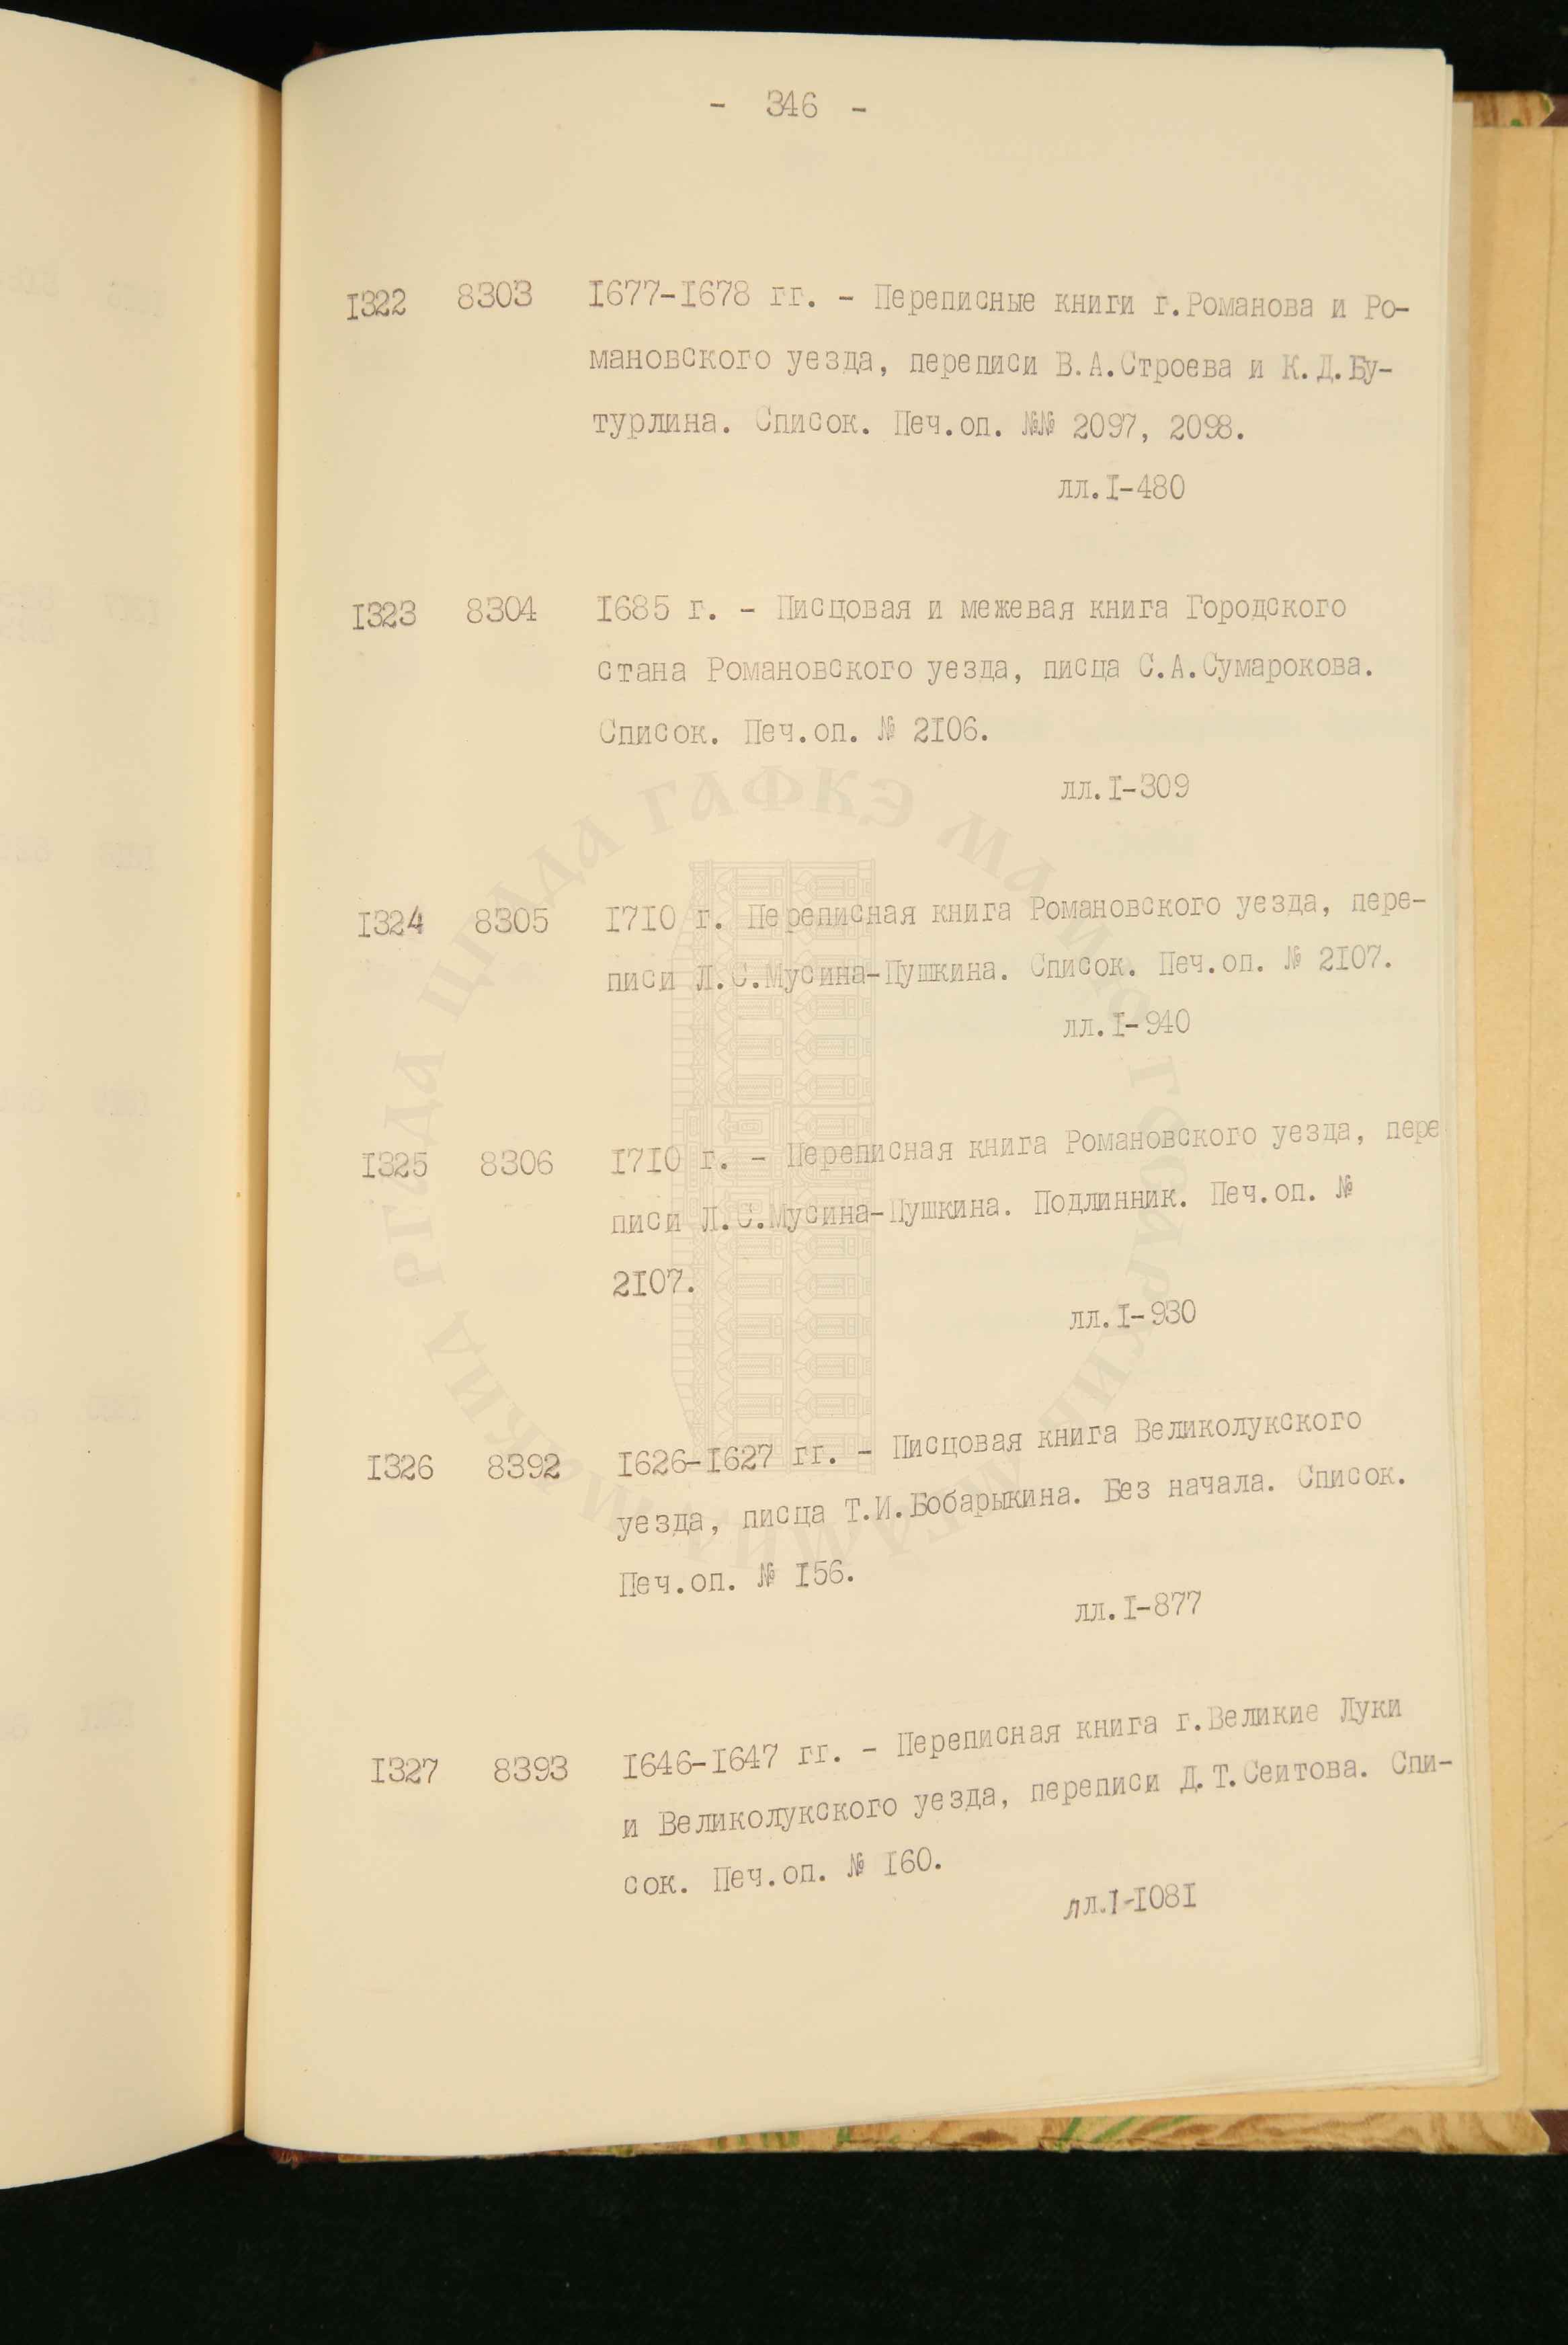 - 346 -
1322 8303 1677-1678 гг. - Переписные книги г.Романова и Ро-
мановского уезда, переписи В.А.Строева и К.Д.Бу-
турлина. Список. Печ.оп. №№ 2097, 2098.
лл.1-480
1323 8304 1685 г. - Писцовая и межевая книга Городского
стана Романовского уезда, писца С.А.Сумарокова.
Список. Печ.оп. № 2106.
лл.1-309
1324 8305 1710 г. Переписная книга Романовского уезда, пере-
писи Л.С.Мусина-Пушкина. Список. Печ.оп. № 2107.
лл.1-940
1325 8306 1710 г. - Переписная книга Романовского уезда, пере
писи Л.С.Мусина-Пушкина. Подлинник. Печ.оп. №
2107.
лл.1-930
1326 8392 1626-1627 гг. - Писцовая книга Великолукского
уезда, писца Т.И.Бобарыкина. Без начала. Список.
Печ.оп. № 156.
лл.1-877
1327 8393 1646-1647 гг. - Переписная книга г.Великие Луки
и Великолукского уезда, переписи Д.Т.Сеитова. Спи-
сок. Печ.оп. № 160.
лл.1-1081
РГАДА ЦГАДА ГАФКЭ